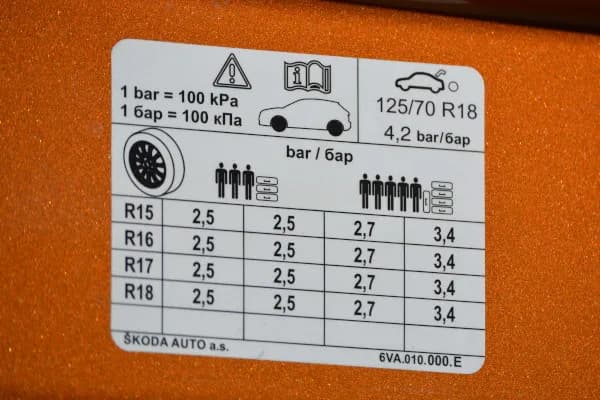 1 bar = 100 kPa
1 бар = 100 кПа
125/70 R18
4,2 bar/бар
bar / бар
R15 2,5 2,5 2,7 3,4
R16 2,5 2,5 2,7 3,4
R17 2,5 2,5 2,7 3,4
R18 2,5 2,5 2,7 3,4
ŠKODA AUTO a.s.
6VA.010.000.E